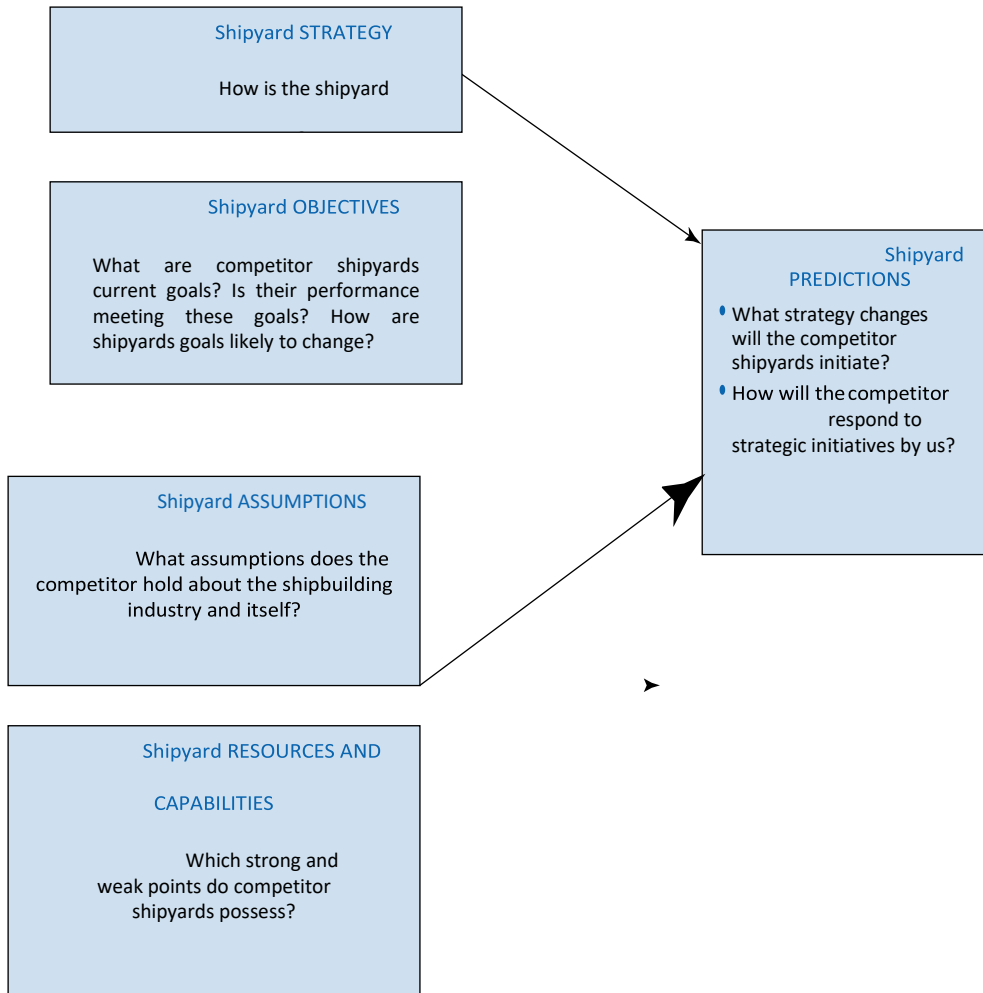 Shipyard STRATEGY
How is the shipyard
Shipyard OBJECTIVES
What are competitor shipyards
current goals? Is their performance
meeting these goals? How are
shipyards goals likely to change?
Shipyard
PREDICTIONS
• What strategy changes
will the competitor
shipyards initiate?
• How will the competitor
respond to
strategic initiatives by us?
Shipyard ASSUMPTIONS
What assumptions does the
competitor hold about the shipbuilding
industry and itself?
Shipyard RESOURCES AND
CAPABILITIES
Which strong and
weak points do competitor
shipyards possess?